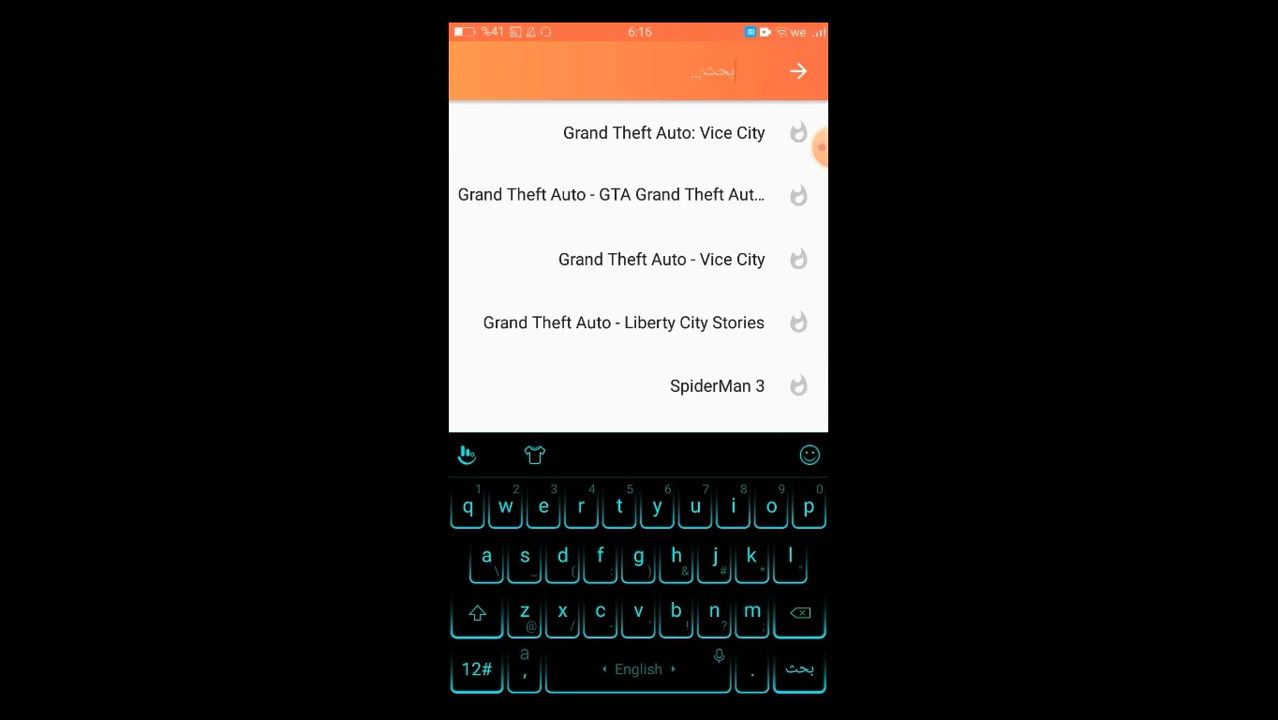 %41 6:16 we
بحث...
Grand Theft Auto: Vice City
Grand Theft Auto - GTA Grand Theft Aut...
Grand Theft Auto - Vice City
Grand Theft Auto - Liberty City Stories
SpiderMan 3
1 2 3 4 5 6 7 8 9 0
q w e r t y u i o p
a s d f g h j k l
\ _ ( : ) & # * "
z x c v b n m
@ / - ' ! ? ;
12# a , English . بحث